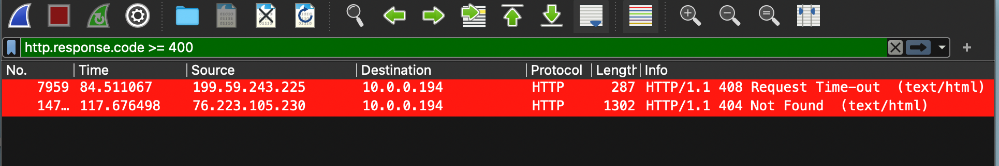 http.response.code >= 400
No. Time Source Destination Protocol Length Info
7959 84.511067 199.59.243.225 10.0.0.194 HTTP 287 HTTP/1.1 408 Request Time-out (text/html)
147… 117.676498 76.223.105.230 10.0.0.194 HTTP 1302 HTTP/1.1 404 Not Found (text/html)